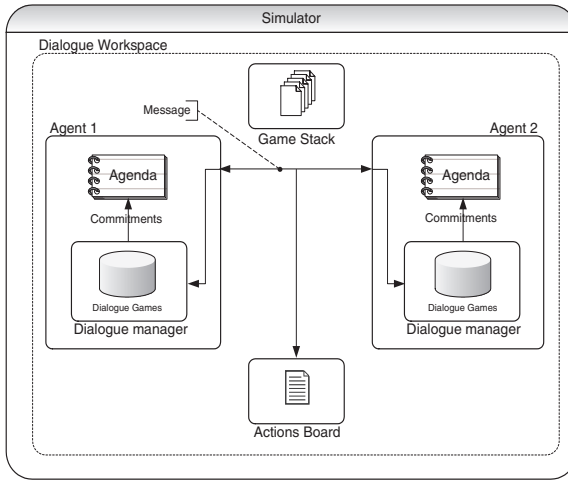 Simulator
Dialogue Workspace
Message
Game Stack
Agent 1
Agenda
Commitments
Dialogue Games
Dialogue manager
Agent 2
Agenda
Commitments
Dialogue Games
Dialogue manager
Actions Board